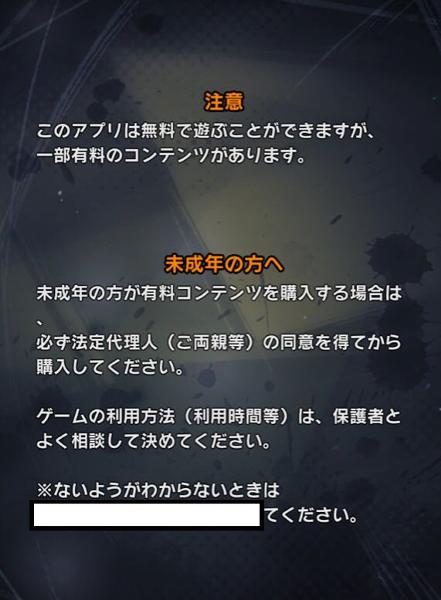 注意
このアプリは無料で遊ぶことができますが、
一部有料のコンテンツがあります。
未成年の方へ
未成年の方が有料コンテンツを購入する場合は
、
必ず法定代理人（ご両親等）の同意を得てから
購入してください。
ゲームの利用方法（利用時間等）は、保護者と
よく相談して決めてください。
※ないようがわからないときは
てください。